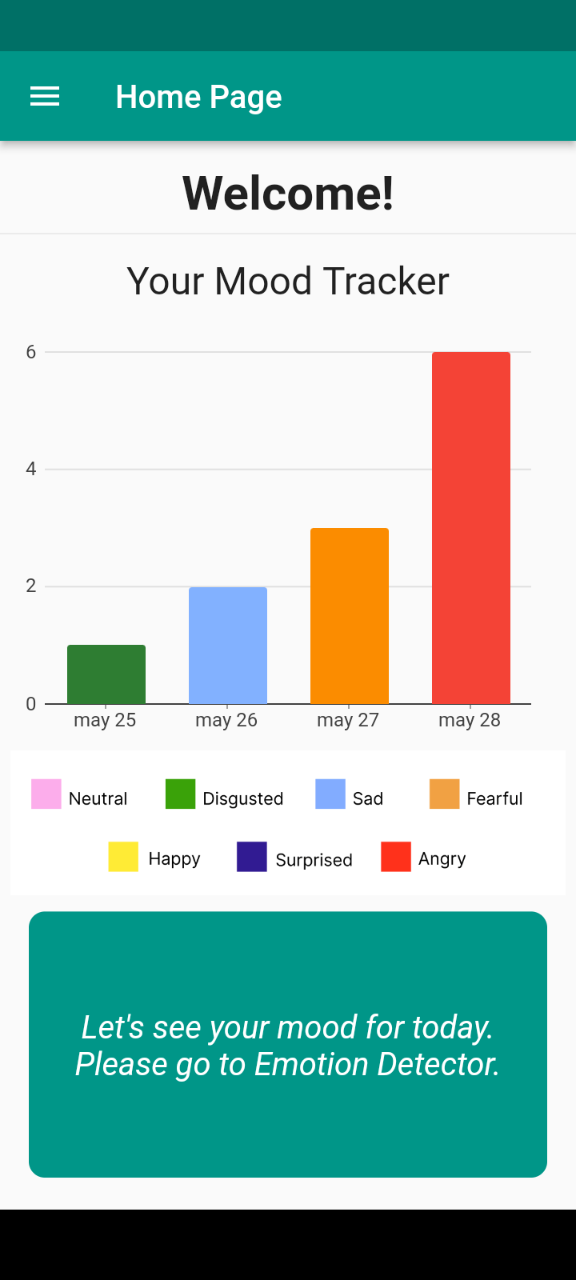 Home Page
Welcome!
Your Mood Tracker
6
4
2
0
may 25 may 26 may 27 may 28
Neutral Disgusted Sad Fearful
Happy Surprised Angry
Let's see your mood for today.
Please go to Emotion Detector.